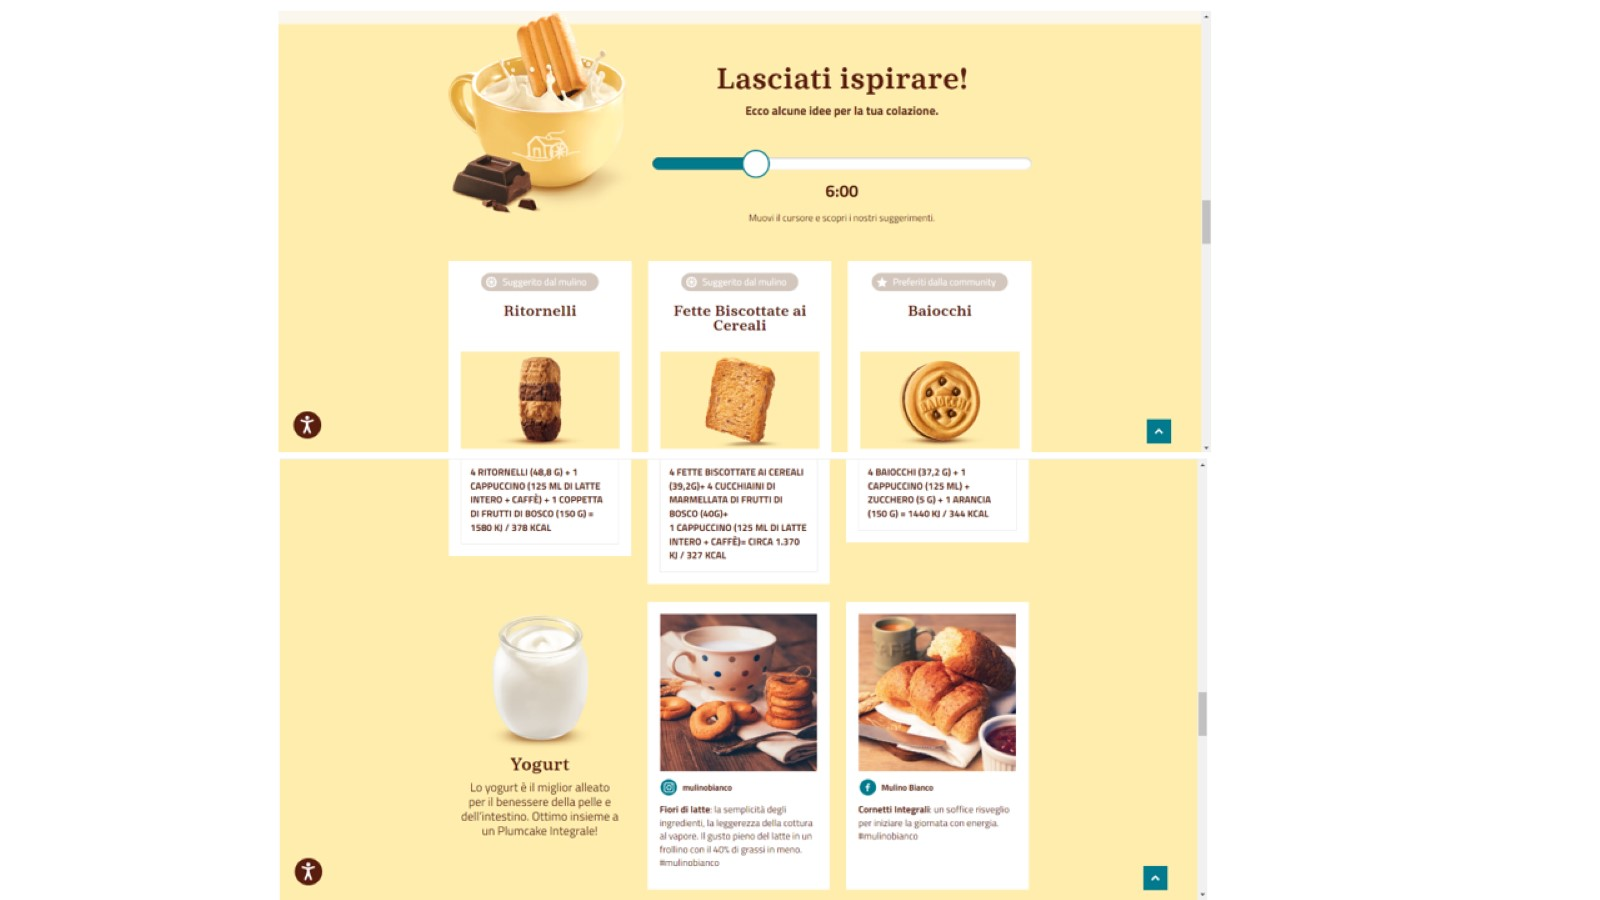 Lasciati ispirare!
Ecco alcune idee per la tua colazione.
6:00
Muovi il cursore e scopri i nostri suggerimenti.
Suggerito dal mulino
Ritornelli
Suggerito dal mulino
Fette Biscottate ai
Cereali
Preferiti dalla community
Baiocchi
BAIOCCHI
4 RITORNELLI (48,8 G) + 1
CAPPUCCINO (125 ML DI LATTE
INTERO + CAFFÈ) + 1 COPPETTA
DI FRUTTI DI BOSCO (150 G) =
1580 KJ / 378 KCAL
4 FETTE BISCOTTATE AI CEREALI
(39,2G)+ 4 CUCCHIAINI DI
MARMELLATA DI FRUTTI DI
BOSCO (40G)+
1 CAPPUCCINO (125 ML DI LATTE
INTERO + CAFFÈ)= CIRCA 1.370
KJ / 327 KCAL
4 BAIOCCHI (37,2 G) + 1
CAPPUCCINO (125 ML) +
ZUCCHERO (5 G) + 1 ARANCIA
(150 G) = 1440 KJ / 344 KCAL
Yogurt
Lo yogurt è il miglior alleato
per il benessere della pelle e
dell'intestino. Ottimo insieme a
un Plumcake Integrale!
mulinobianco
Fiori di latte: la semplicità degli
ingredienti, la leggerezza della cottura
al vapore. Il gusto pieno del latte in un
frollino con il 40% di grassi in meno.
#mulinobianco
Mulino Bianco
Cornetti Integrali: un soffice risveglio
per iniziare la giornata con energia.
#mulinobianco